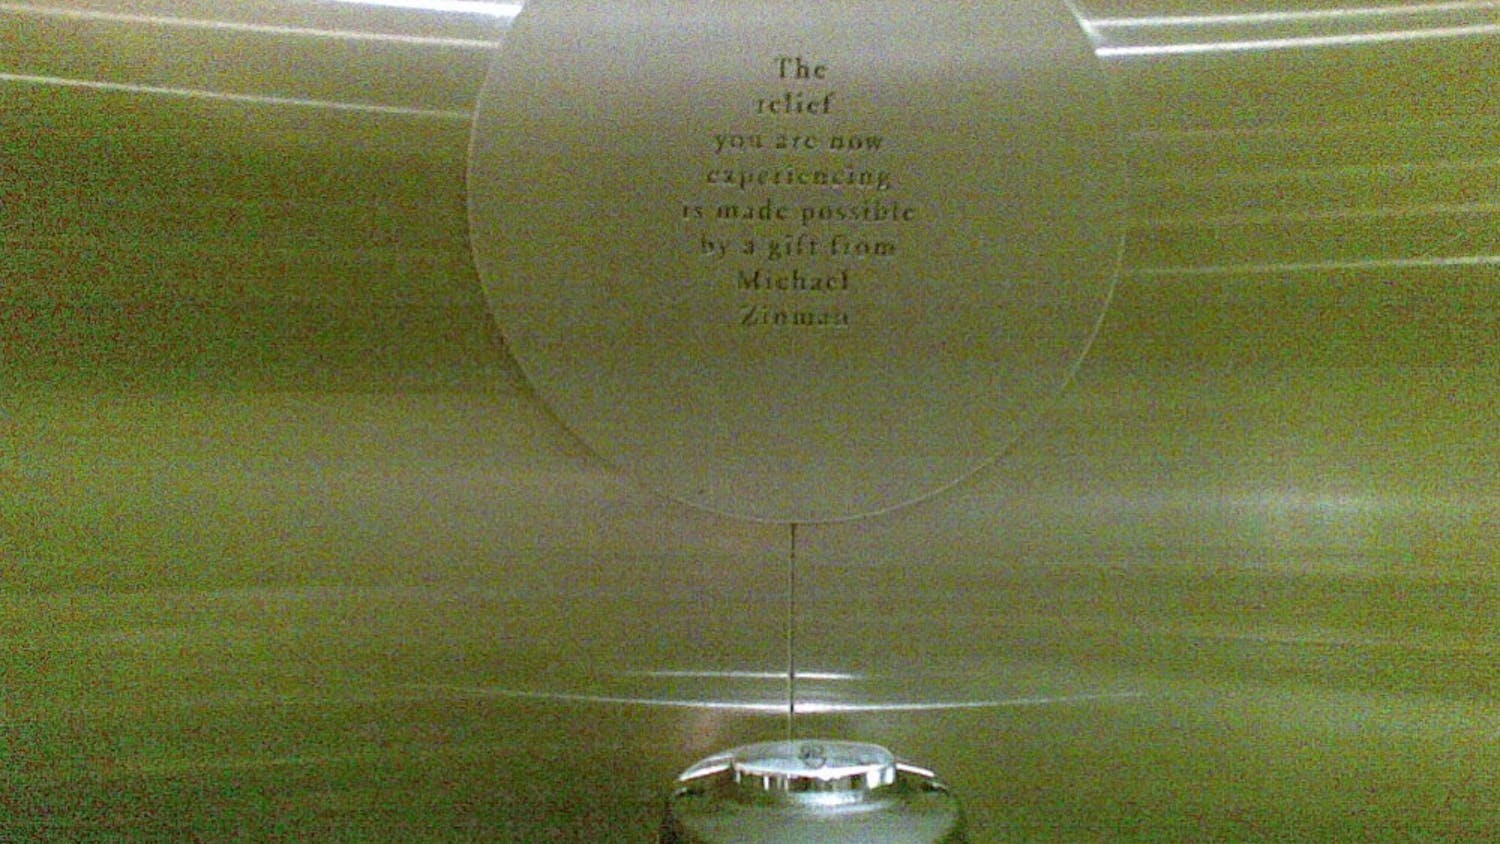 The
relief
you are now
experiencing
is made possible
by a gift from
Michael
Zinman